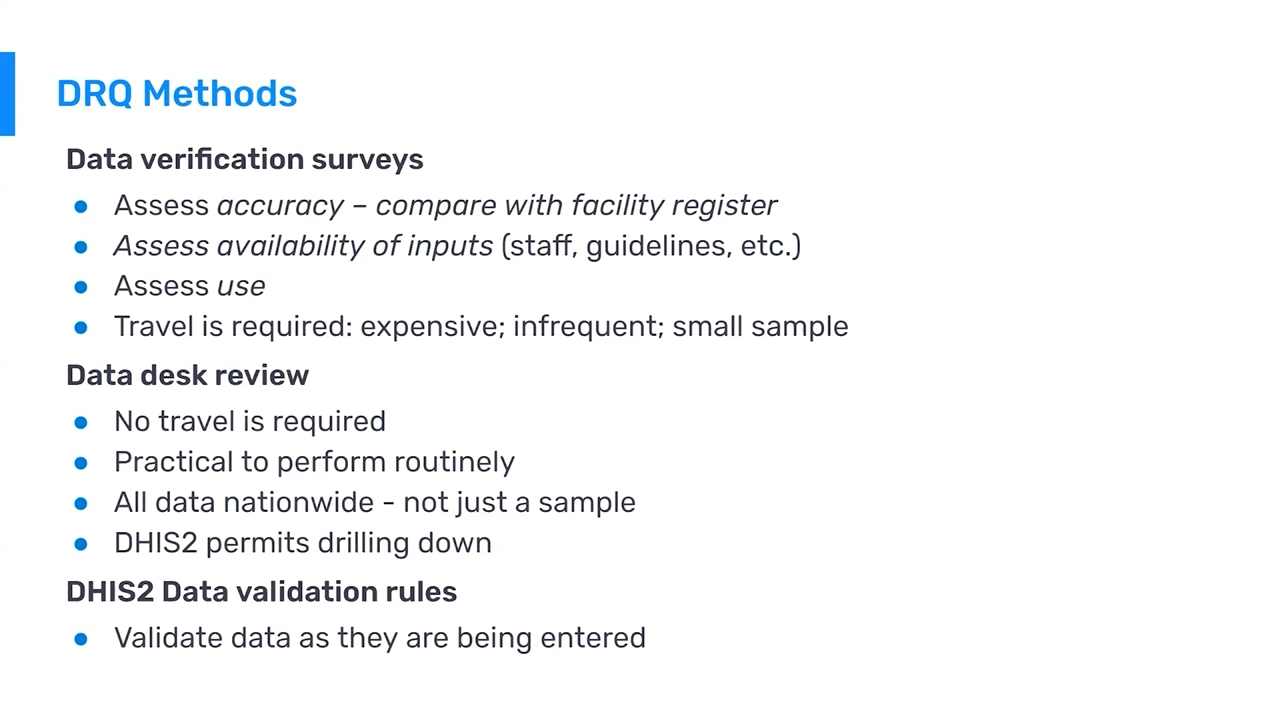 DRQ Methods
Data verification surveys
● Assess accuracy – compare with facility register
● Assess availability of inputs (staff, guidelines, etc.)
● Assess use
● Travel is required: expensive; infrequent; small sample
Data desk review
● No travel is required
● Practical to perform routinely
● All data nationwide - not just a sample
● DHIS2 permits drilling down
DHIS2 Data validation rules
● Validate data as they are being entered